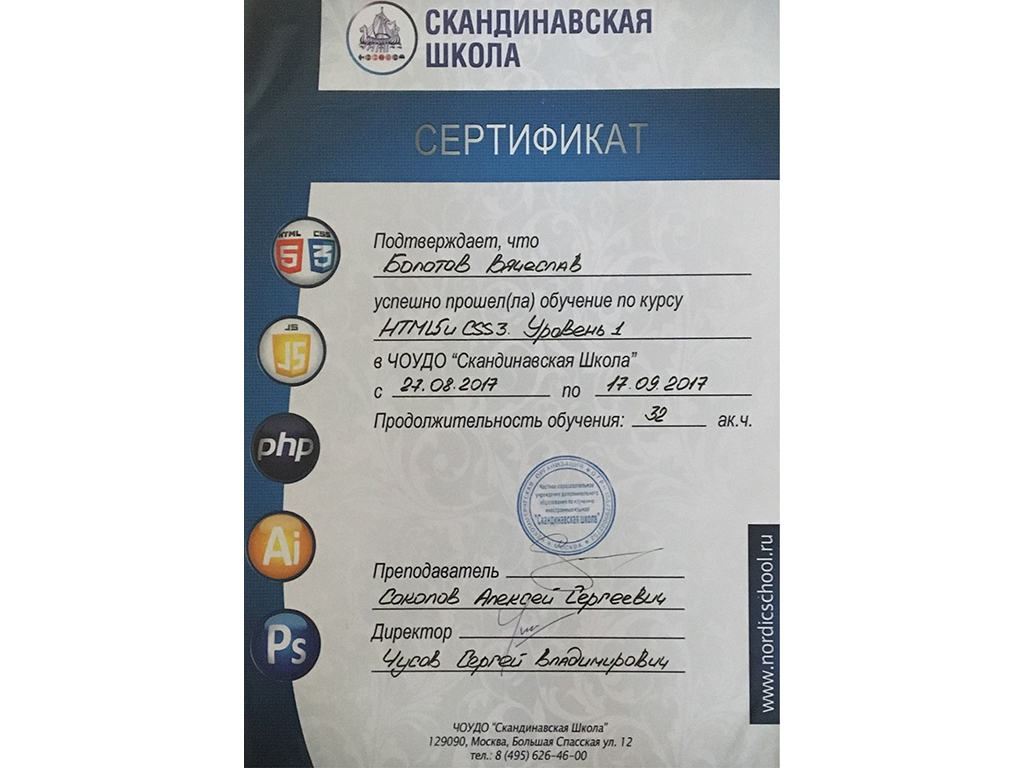 СКАНДИНАВСКАЯ
ШКОЛА
СЕРТИФИКАТ
HTML CSS
5 3
Подтверждает, что
Болотов Вячеслав
успешно прошел(ла) обучение по курсу
HTML5 и CSS3. Уровень 1
JS
JS
в ЧОУДО "Скандинавская Школа"
с 27.08.2017 по 17.09.2017
Продолжительность обучения: 32 ак.ч.
php
Частное образовательное
учреждение дополнительного
образования по изучению
иностранных языков
"Скандинавская школа"
МОСКВА
Ai
Преподаватель
Соколов Алексей Сергеевич
Директор
Чусов Сергей Владимирович
Ps
www.nordicschool.ru
ЧОУДО "Скандинавская Школа"
129090, Москва, Большая Спасская ул. 12
тел.: 8 (495) 626-46-00